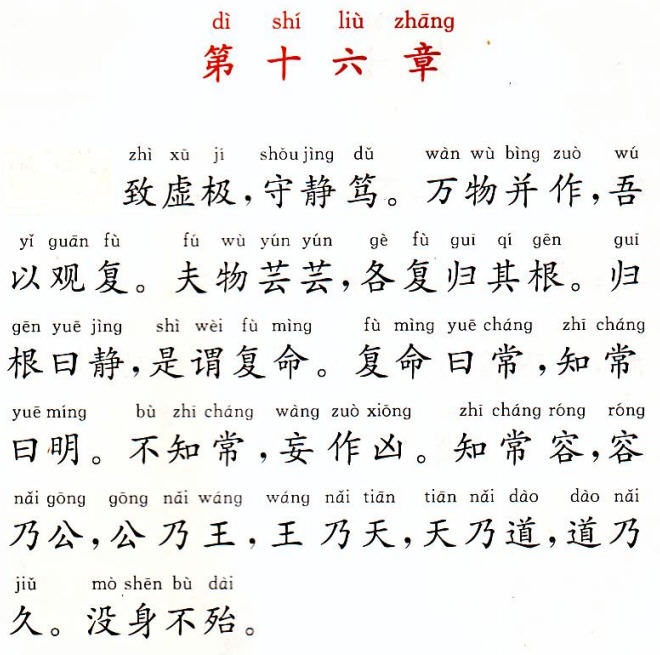 dì shí liù zhāng
第十六章
zhì xū jí shǒu jìng dǔ wàn wù bìng zuò wú
致虚极，守静笃。万物并作，吾
yǐ guān fù fú wù yún yún gè fù guī qí gēn guī
以观复。夫物芸芸，各复归其根。归
gēn yuē jìng shì wèi fù mìng fù mìng yuē cháng zhī cháng
根曰静，是谓复命。复命曰常，知常
yuē míng bù zhī cháng wàng zuò xiōng zhī cháng róng róng
曰明。不知常，妄作凶。知常容，容
nǎi gōng gōng nǎi wáng wáng nǎi tiān tiān nǎi dào dào nǎi
乃公，公乃王，王乃天，天乃道，道乃
jiǔ mò shēn bù dài
久。没身不殆。